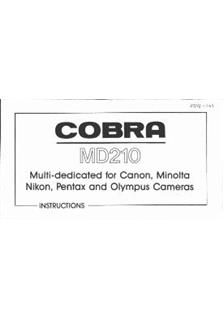 COBRA
MD210
Multi-dedicated for Canon, Minolta
Nikon, Pentax and Olympus Cameras
INSTRUCTIONS